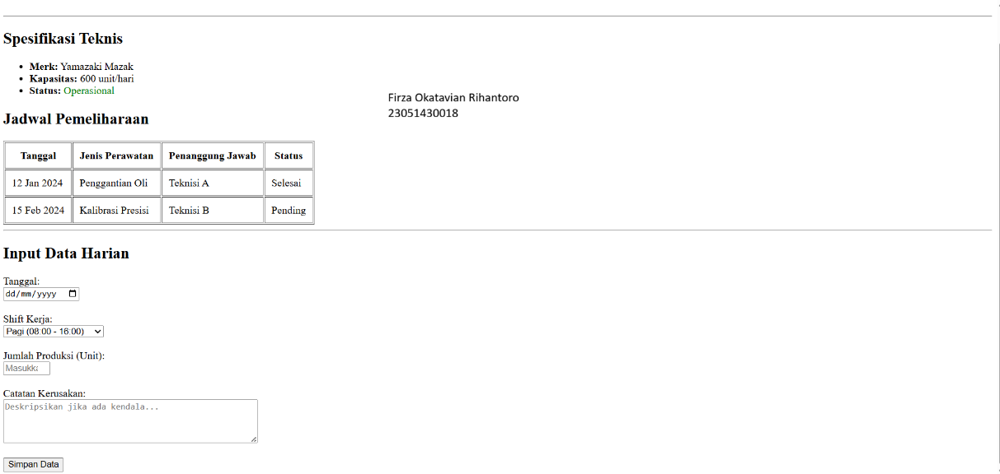 Spesifikasi Teknis
Merk: Yamazaki Mazak
Kapasitas: 600 unit/hari
Status: Operasional
Firza Okatavian Rihantoro
23051430018
Jadwal Pemeliharaan
Tanggal Jenis Perawatan Penanggung Jawab Status
12 Jan 2024 Penggantian Oli Teknisi A Selesai
15 Feb 2024 Kalibrasi Presisi Teknisi B Pending
Input Data Harian
Tanggal:
dd/mm/yyyy
Shift Kerja:
Pagi (08:00 - 16:00)
Jumlah Produksi (Unit):
Catatan Kerusakan:
Deskripsikan jika ada kendala...
Simpan Data